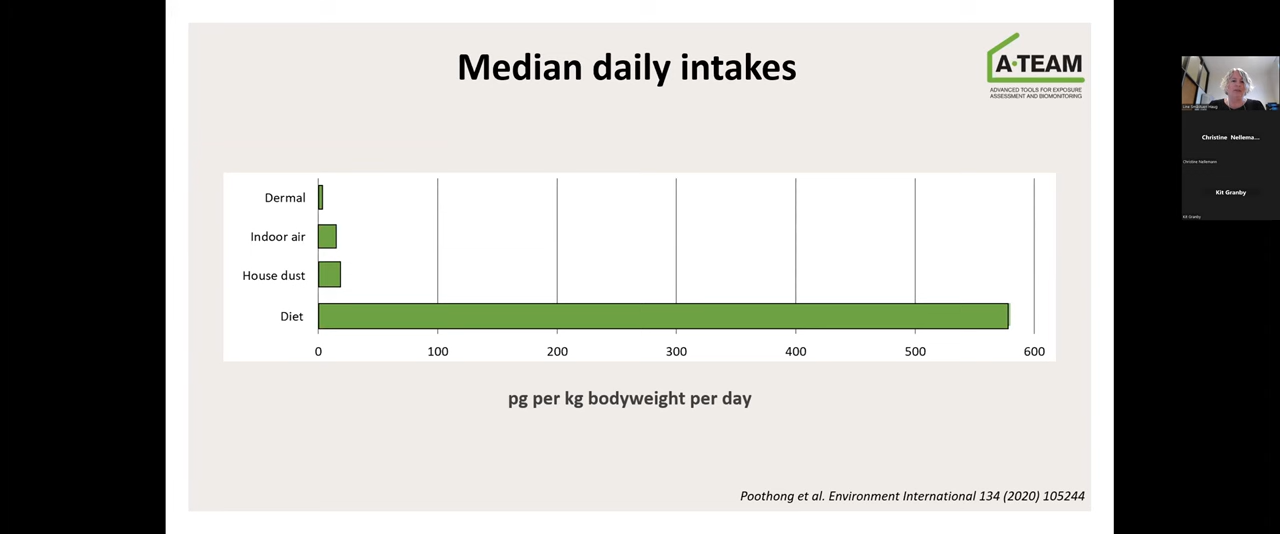 Median daily intakes
A·TEAM
ADVANCED TOOLS FOR EXPOSURE
ASSESSMENT AND BIOMONITORING
Dermal
Indoor air
House dust
Diet
0 100 200 300 400 500 600
pg per kg bodyweight per day
Poothong et al. Environment International 134 (2020) 105244
Christine Nellema...
Christine Nellemann
Kit Granby
Kit Granby